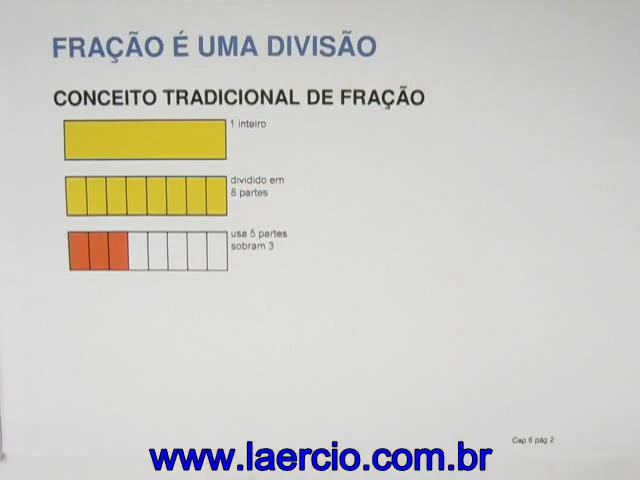 FRAÇÃO É UMA DIVISÃO
CONCEITO TRADICIONAL DE FRAÇÃO
1 inteiro
dividido em
8 partes
usa 5 partes
sobram 3
Cap 6 pág 2
www.laercio.com.br